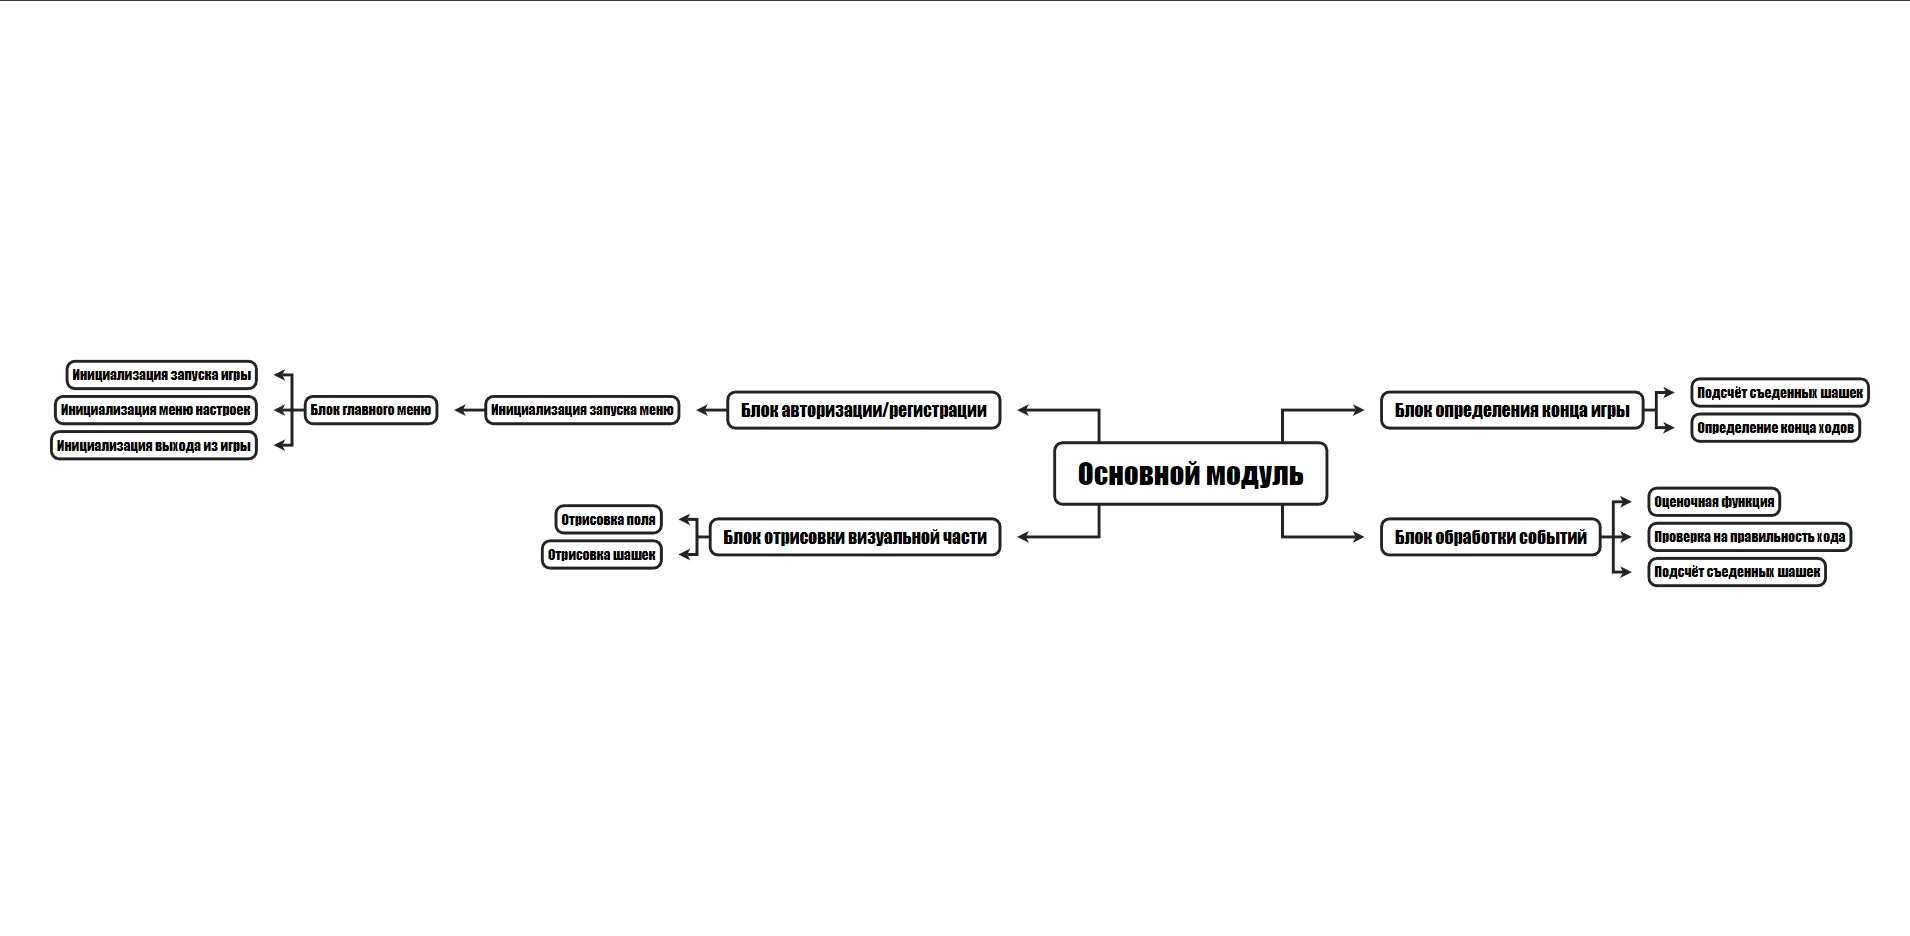 Основной модуль
Блок авторизации/регистрации
Инициализация запуска меню
Блок главного меню
Инициализация запуска игры
Инициализация меню настроек
Инициализация выхода из игры
Блок отрисовки визуальной части
Отрисовка поля
Отрисовка шашек
Блок определения конца игры
Подсчёт съеденных шашек
Определение конца ходов
Блок обработки событий
Оценочная функция
Проверка на правильность хода
Подсчёт съеденных шашек